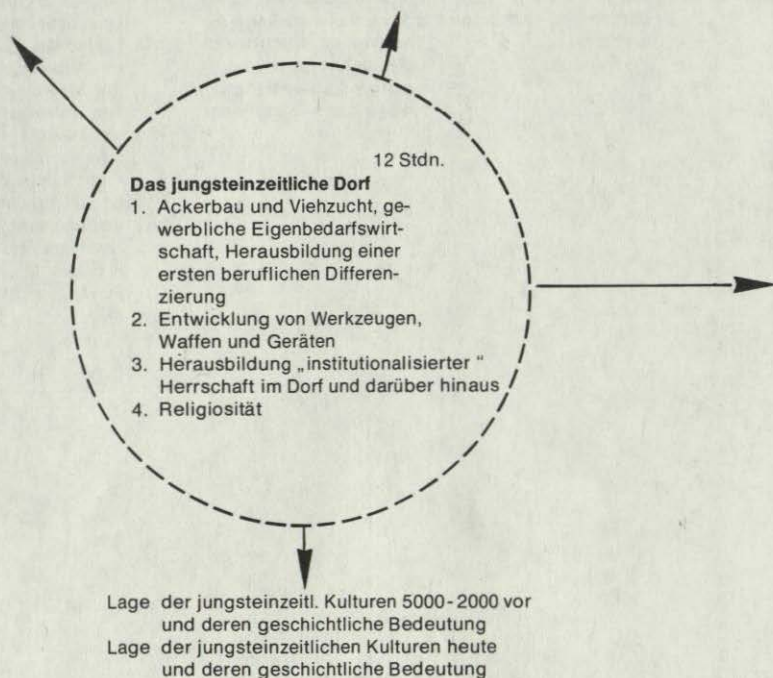 12 Stdn.
Das jungsteinzeitliche Dorf
1. Ackerbau und Viehzucht, ge-
werbliche Eigenbedarfswirt-
schaft, Herausbildung einer
ersten beruflichen Differen-
zierung
2. Entwicklung von Werkzeugen,
Waffen und Geräten
3. Herausbildung „institutionalisierter “
Herrschaft im Dorf und darüber hinaus
4. Religiosität
Lage der jungsteinzeitl. Kulturen 5000-2000 vor
und deren geschichtliche Bedeutung
Lage der jungsteinzeitlichen Kulturen heute
und deren geschichtliche Bedeutung